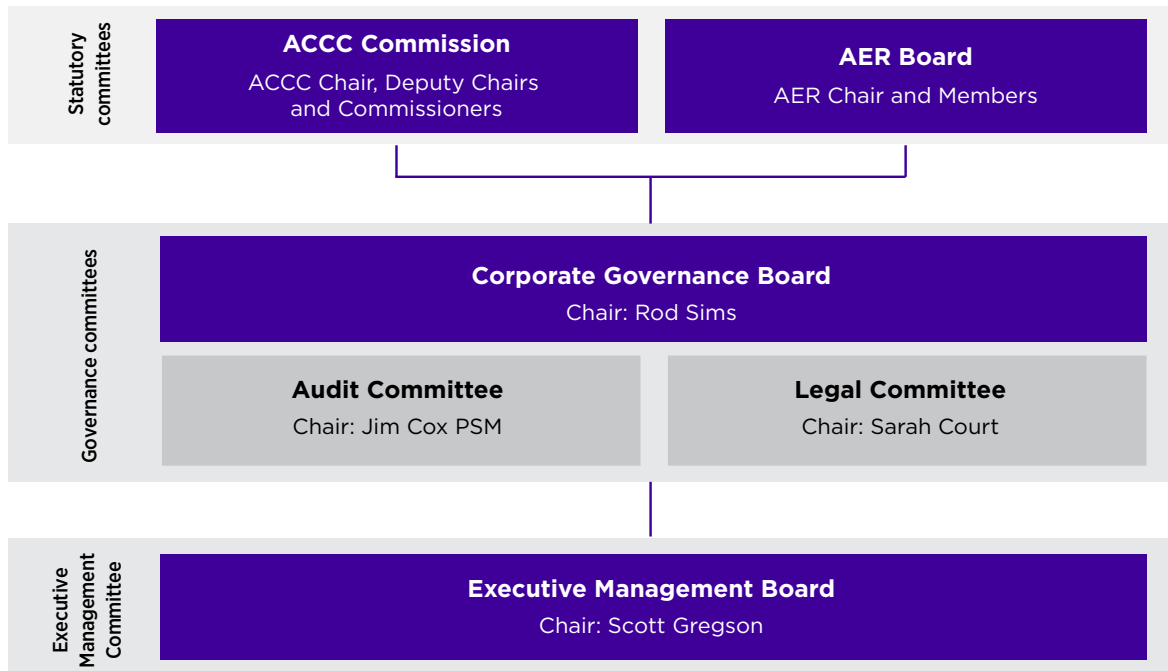 Statutory
committees
ACCC Commission
ACCC Chair, Deputy Chairs
and Commissioners
AER Board
AER Chair and Members
Governance committees
Corporate Governance Board
Chair: Rod Sims
Audit Committee
Chair: Jim Cox PSM
Legal Committee
Chair: Sarah Court
Executive
Management
Committee
Executive Management Board
Chair: Scott Gregson